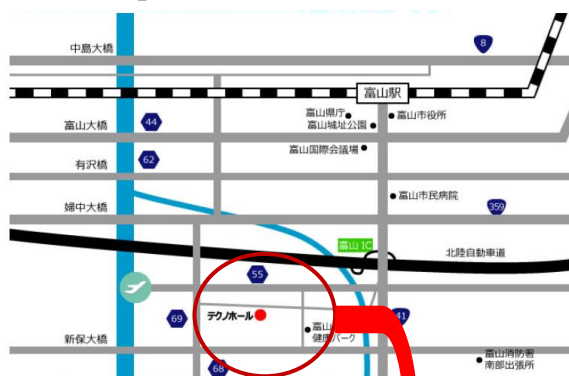 中島大橋
8
富山駅
富山県庁
富山市役所
富山城址公園
44
富山大橋
富山国際会議場
62
有沢橋
富山市民病院
婦中大橋
359
富山 IC
北陸自動車道
55
テクノホール
69
41
富山
健康パーク
新保大橋
富山消防署
南部出張所
68